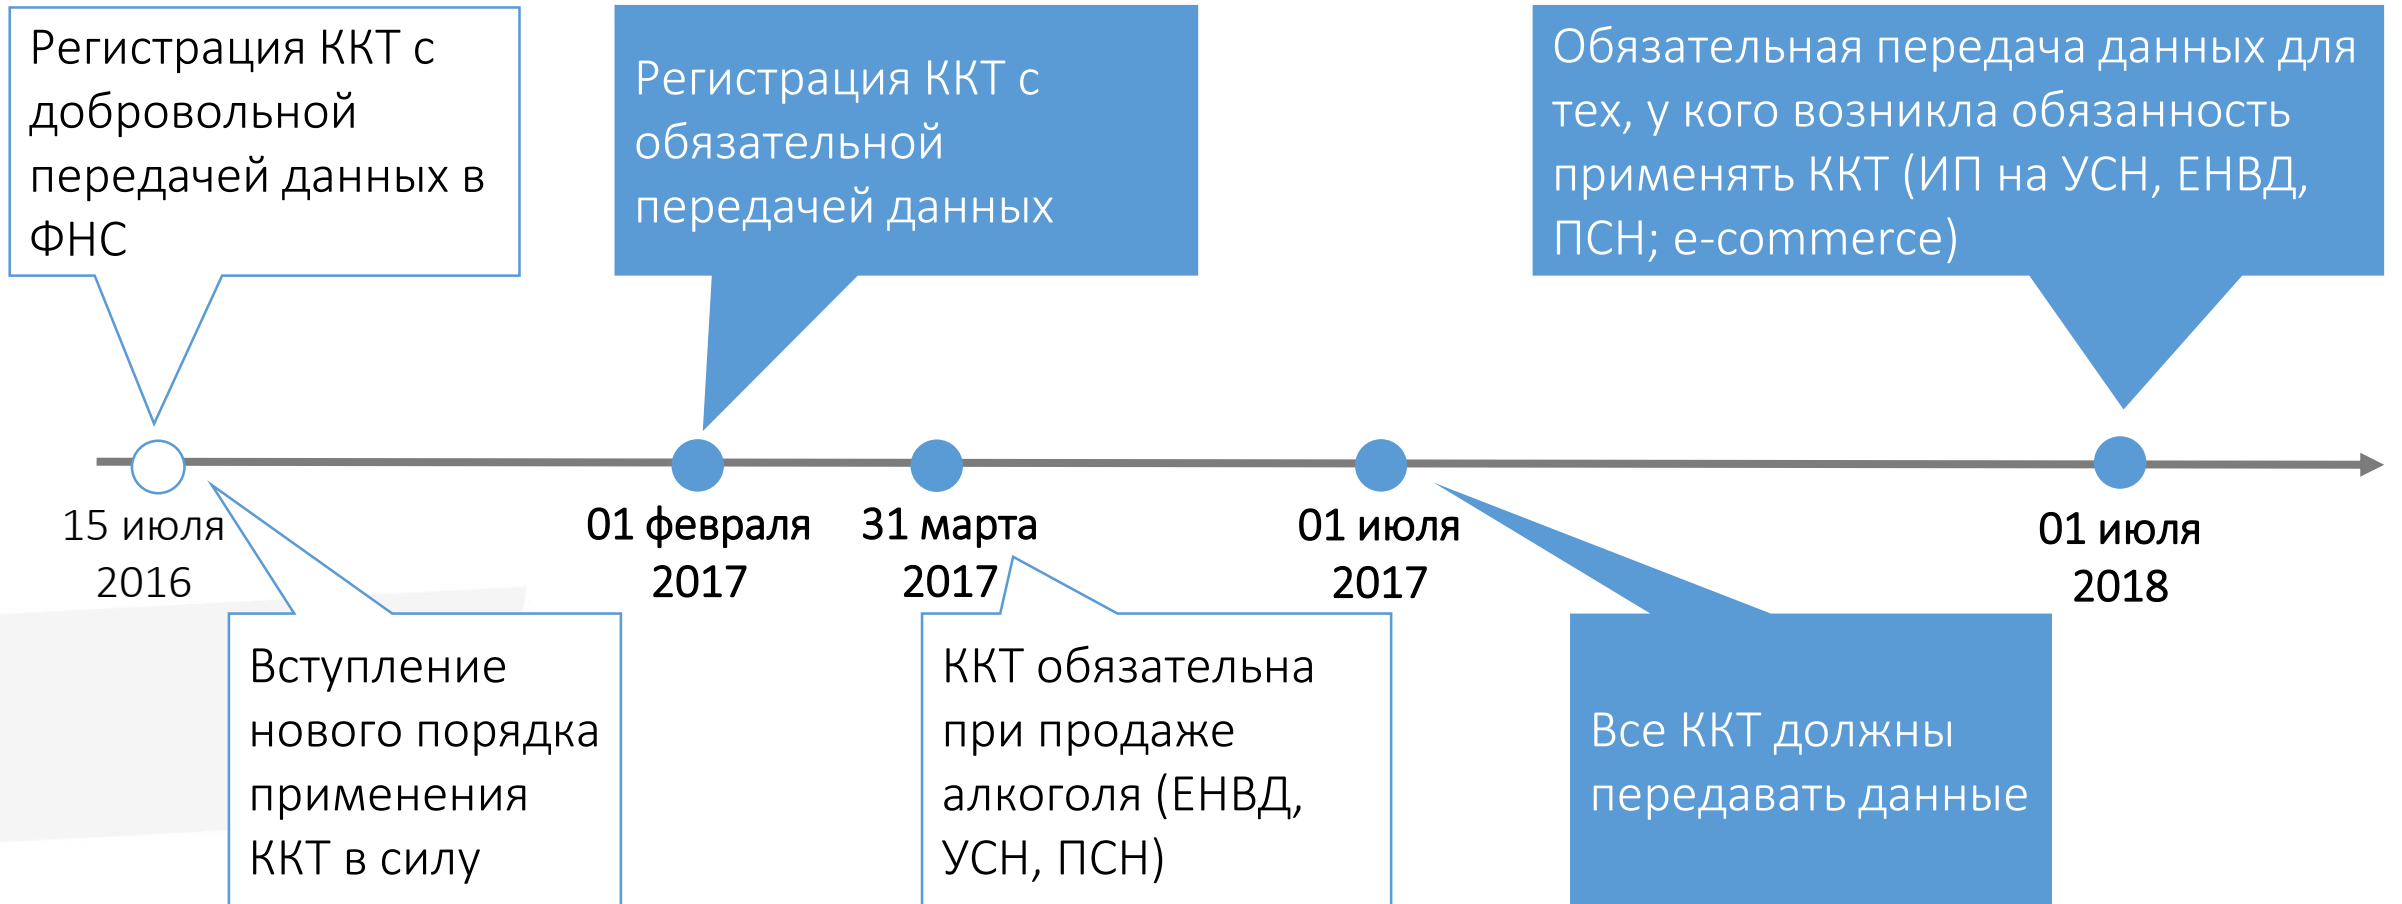 Регистрация ККТ с
добровольной
передачей данных в
ФНС
Регистрация ККТ с
обязательной
передачей данных
Обязательная передача данных для
тех, у кого возникла обязанность
применять ККТ (ИП на УСН, ЕНВД,
ПСН; e-commerce)
15 июля
2016
01 февраля
2017
31 марта
2017
01 июля
2017
01 июля
2018
Вступление
нового порядка
применения
ККТ в силу
ККТ обязательна
при продаже
алкоголя (ЕНВД,
УСН, ПСН)
Все ККТ должны
передавать данные